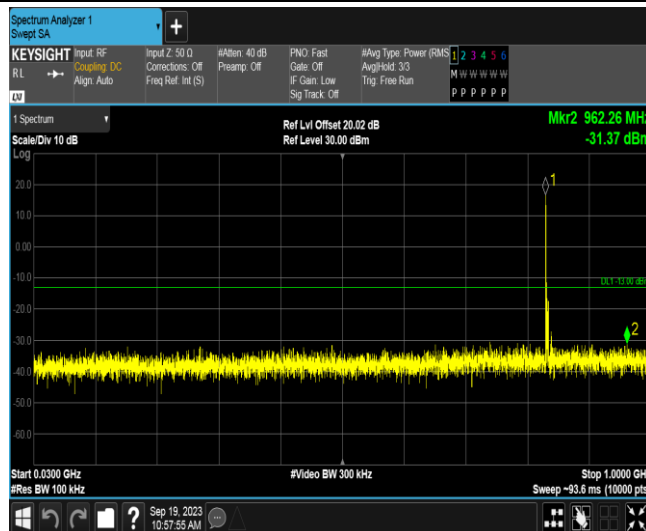 Spectrum Analyzer 1
Swept SA
KEYSIGHT
RL
LXI
Input: RF
Coupling: DC
Align: Auto
Input Z: 50 Ω
Corrections: Off
Freq Ref: Int (S)
#Atten: 40 dB
Preamp: Off
PNO: Fast
Gate: Off
IF Gain: Low
Sig Track: Off
#Avg Type: Power (RMS
Avg|Hold: 3/3
Trig: Free Run
1 2 3 4 5 6
M W W W W W
P P P P P P
1 Spectrum
Scale/Div 10 dB
Log
Ref Lvl Offset 20.02 dB
Ref Level 30.00 dBm
Mkr2 962.26 MHz
-31.37 dBm
1
20.0
10.0
0.00
-10.0
DL1 -13.00 dBm
-20.0
-30.0
2
-40.0
-50.0
-60.0
Start 0.0300 GHz
#Res BW 100 kHz
#Video BW 300 kHz
Stop 1.0000 GH
Sweep ~93.6 ms (10000 pts
?
Sep 19, 2023
10:57:55 AM